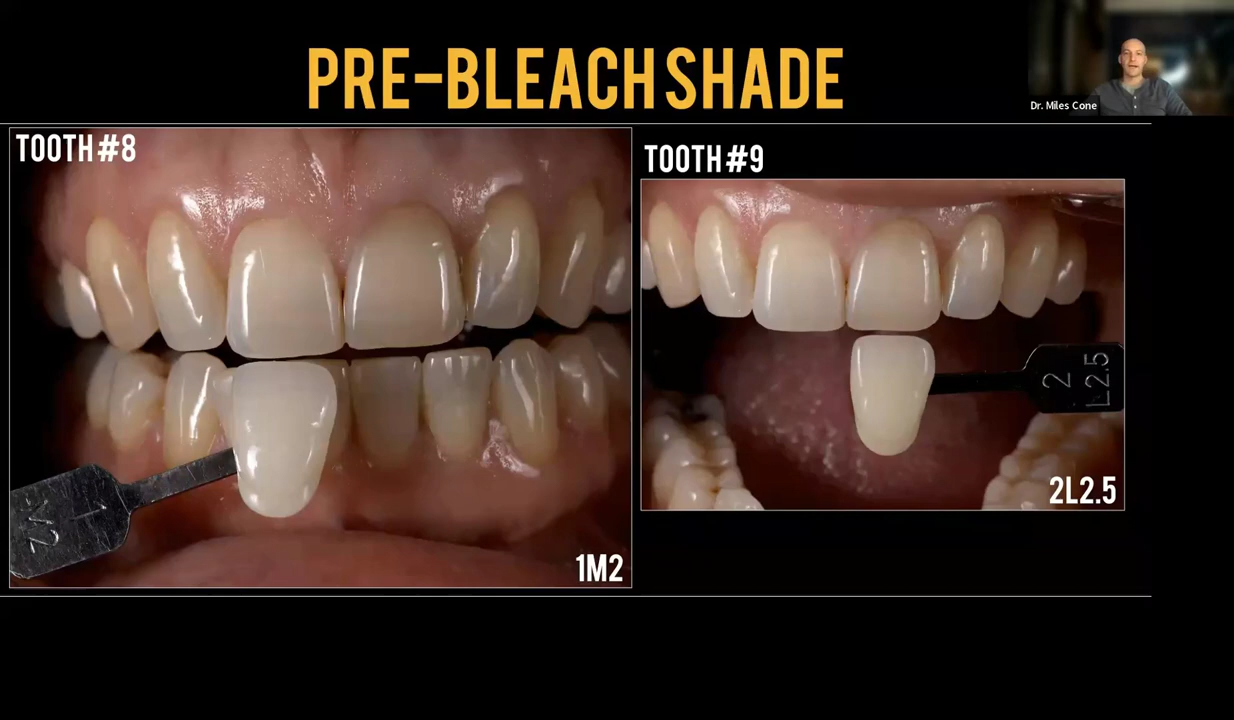 PRE-BLEACH SHADE
Dr. Miles Cone
TOOTH #8
TOOTH #9
2
L2.5
2L2.5
1M2